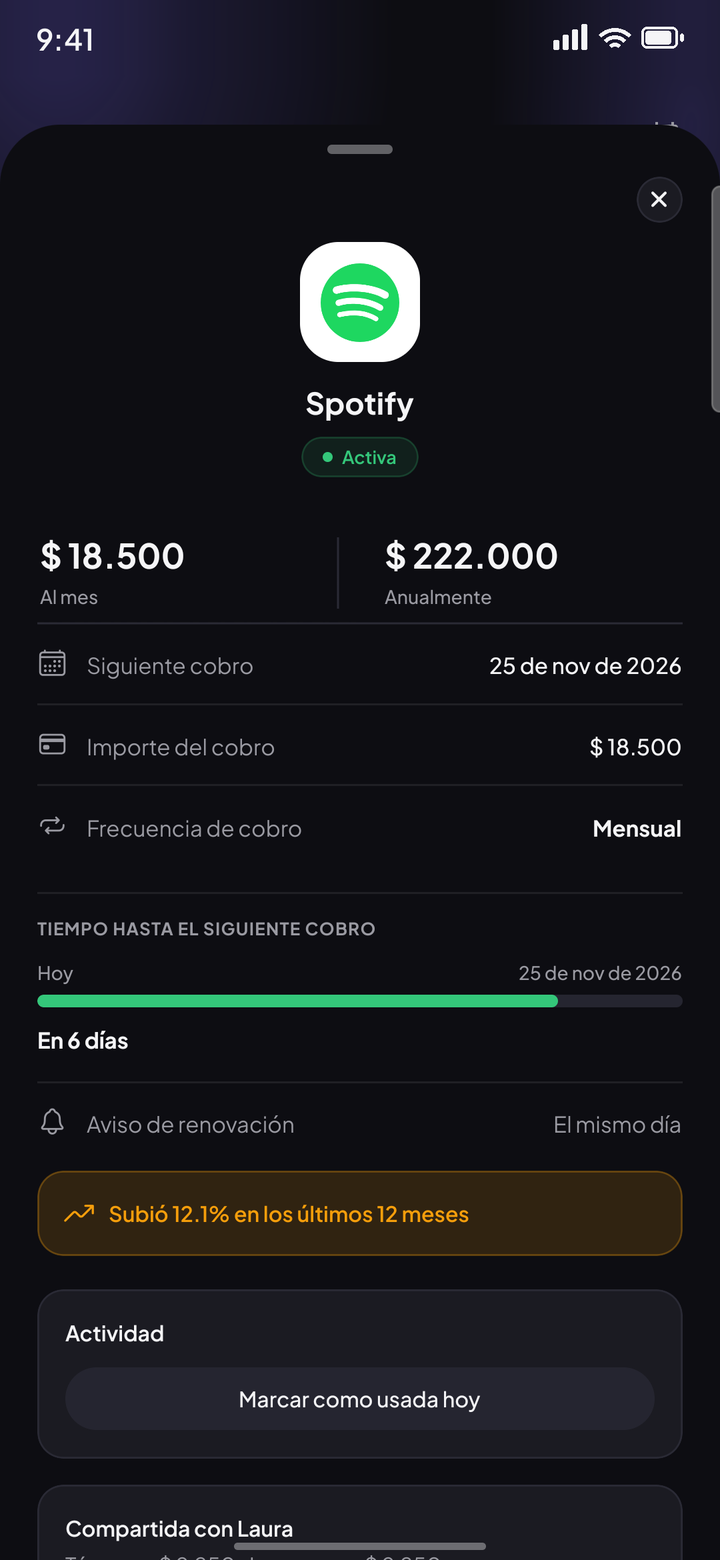 9:41
Spotify
Activa
$ 18.500
Al mes
$ 222.000
Anualmente
Siguiente cobro
25 de nov de 2026
Importe del cobro
$ 18.500
Frecuencia de cobro
Mensual
TIEMPO HASTA EL SIGUIENTE COBRO
Hoy
25 de nov de 2026
En 6 días
Aviso de renovación
El mismo día
Subió 12.1% en los últimos 12 meses
Actividad
Marcar como usada hoy
Compartida con Laura